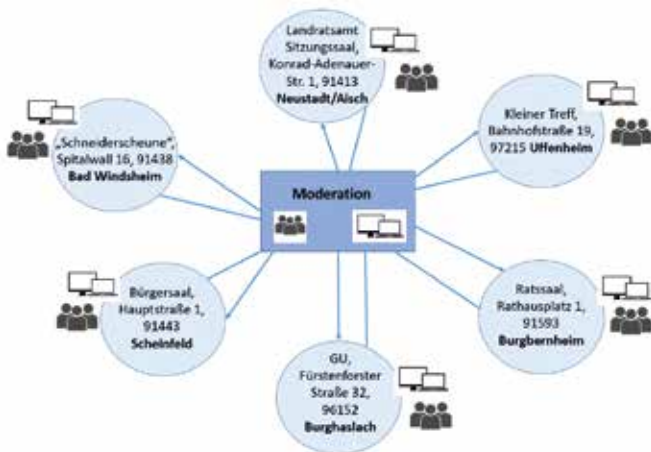 Landratsamt
Sitzungssaal,
Konrad-Adenauer-
Str. 1, 91413
Neustadt/Aisch
Kleiner Treff,
Bahnhofstraße 19,
97215 Uffenheim
„Schneiderscheune“,
Spitalwall 16, 91438
Bad Windsheim
Moderation
Bürgersaal,
Hauptstraße 1,
91443
Scheinfeld
Ratssaal,
Rathausplatz 1,
91593
Burgbernheim
GU,
Fürstenforster
Straße 32,
96152
Burghaslach